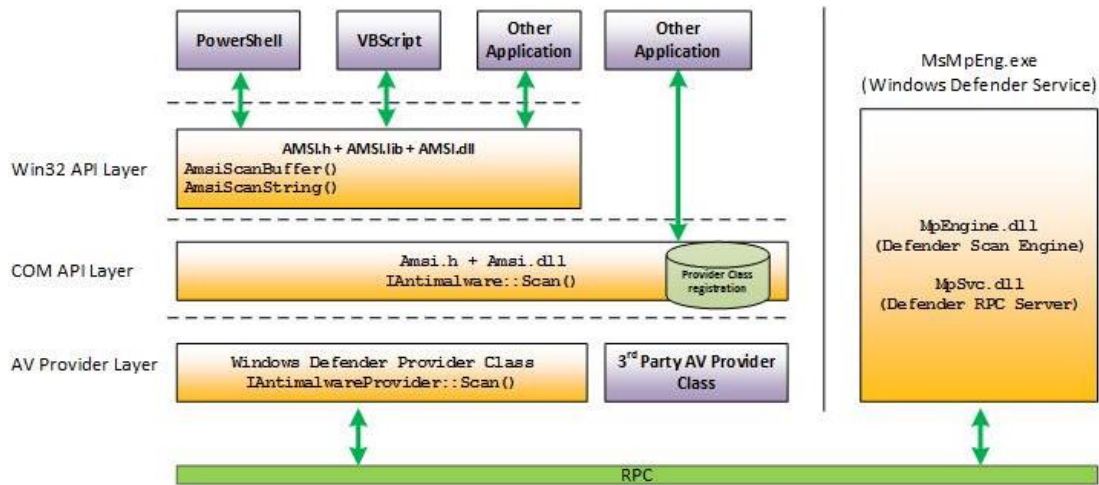 PowerShell
VBScript
Other
Application
Other
Application
MsMpEng.exe
(Windows Defender Service)
Win32 API Layer
AMSI.h + AMSI.lib + AMSI.dll
AmsiScanBuffer()
AmsiScanString()
COM API Layer
Amsi.h + Amsi.dll
IAntimalware::Scan()
Provider Class
registration
MpEngine.dll
(Defender Scan Engine)
MpSvc.dll
(Defender RPC Server)
AV Provider Layer
Windows Defender Provider Class
IAntimalwareProvider::Scan()
3rd Party AV Provider
Class
RPC